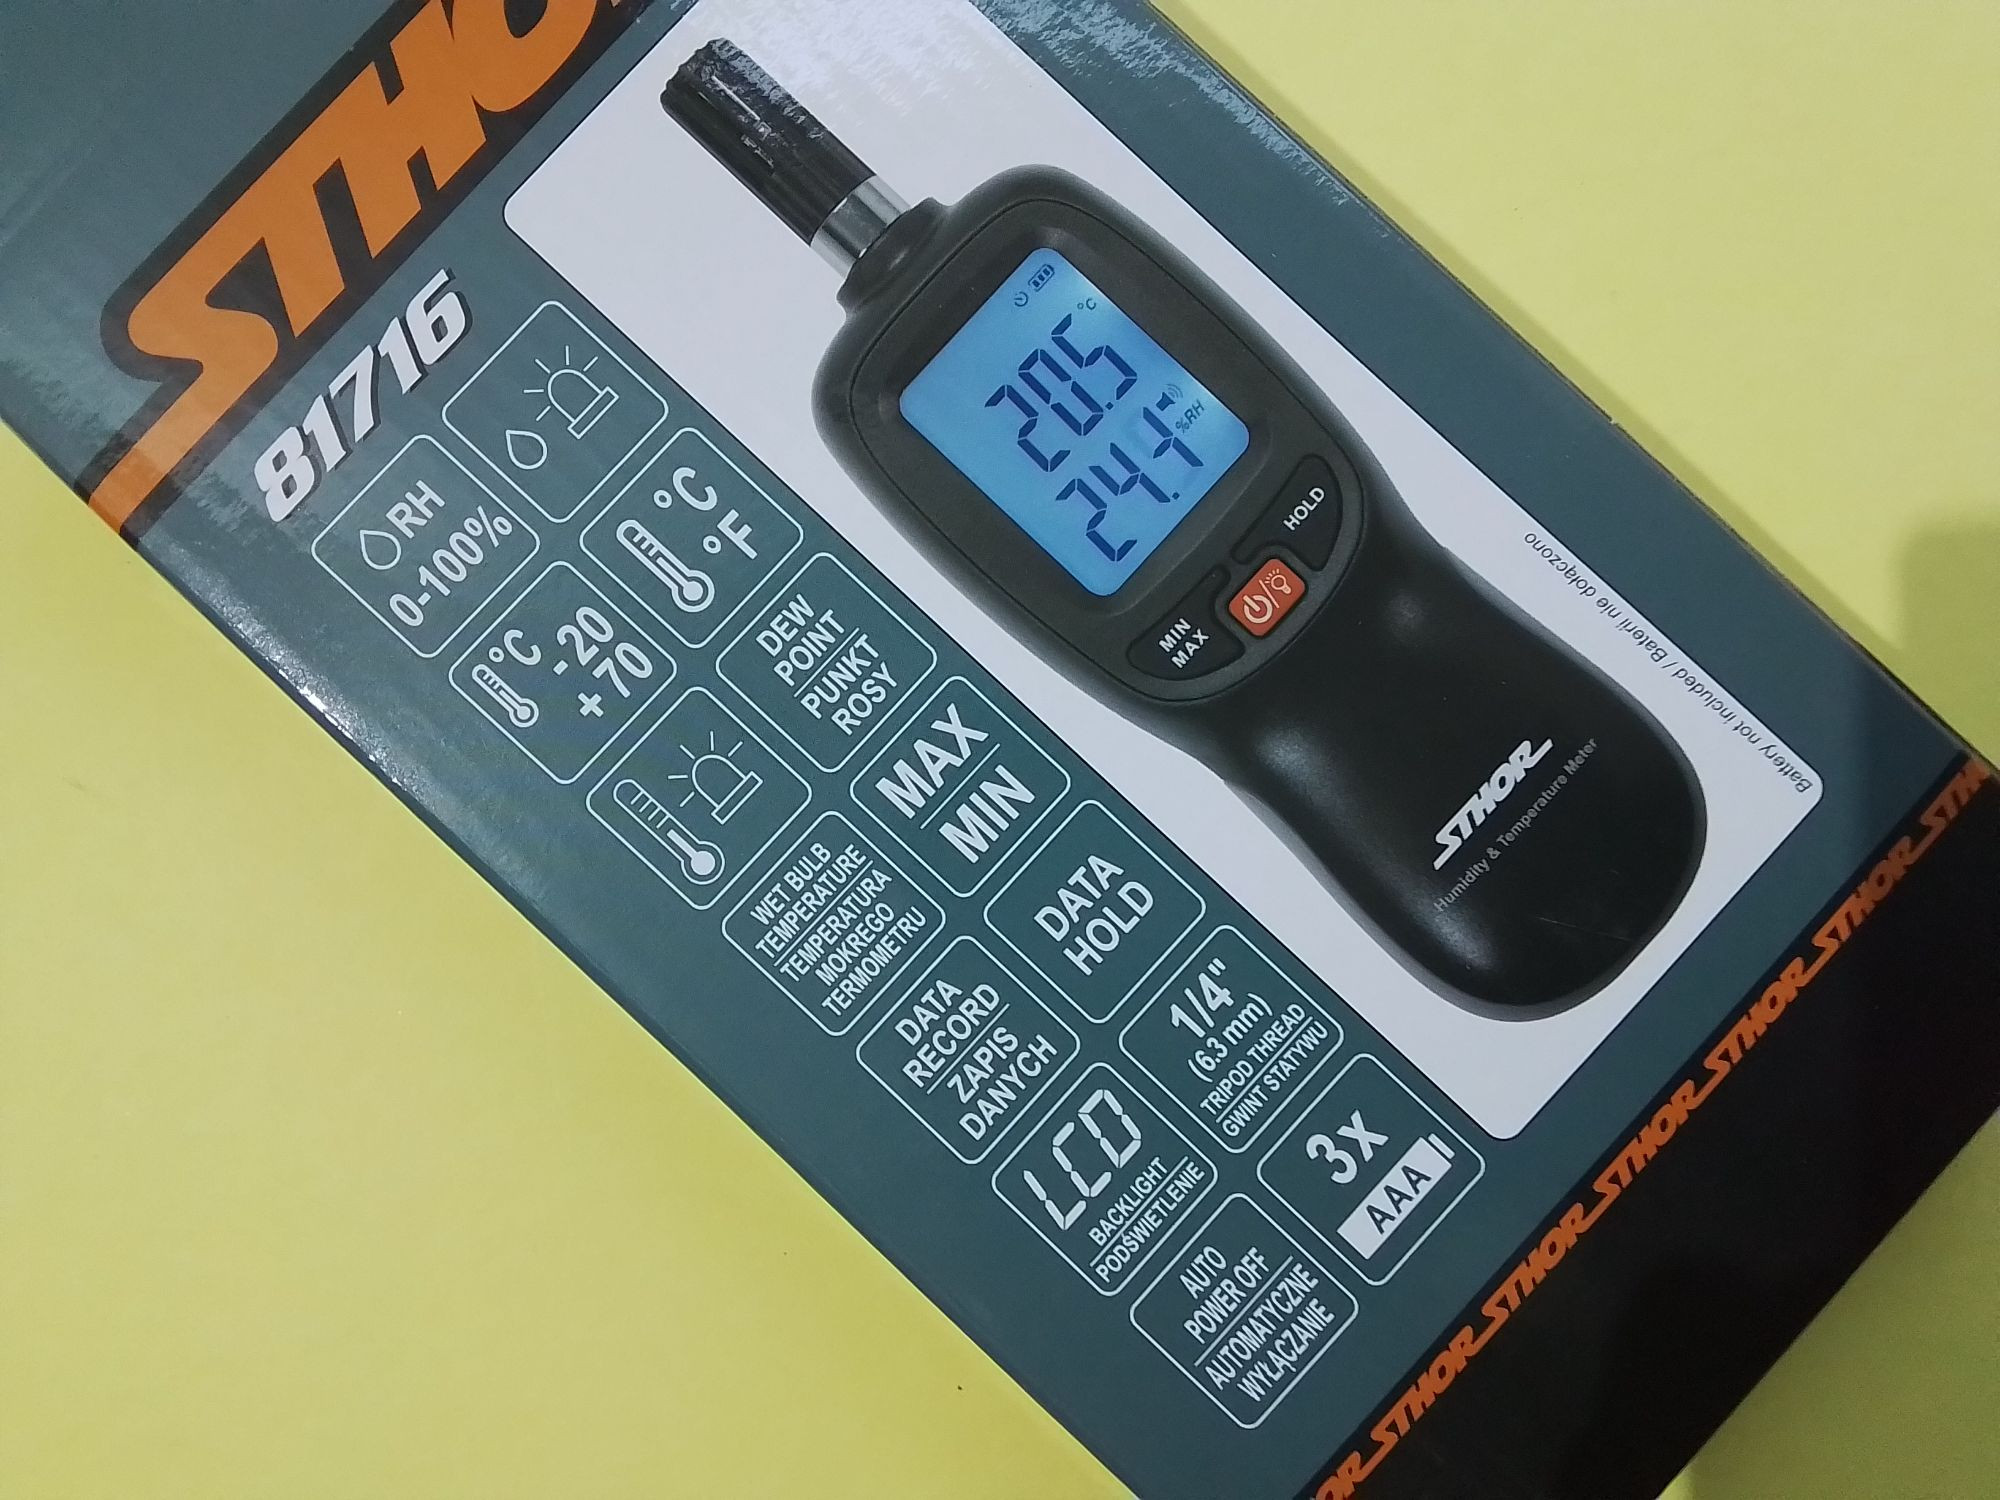 STHOR
81716
RH
0-100%
°C
°F
°C
-20
+70
DEW
POINT
PUNKT
ROSY
MAX
MIN
WET BULB
TEMPERATURE
TEMPERATURA
MOKREGO
TERMOMETRU
DATA
HOLD
DATA
RECORD
ZAPIS
DANYCH
1/4"
(6.3 mm)
TRIPOD THREAD
GWINT STATYWU
LCD
BACKLIGHT
PODŚWIETLENIE
3x
AAA
AUTO
POWER OFF
AUTOMATYCZNE
WYŁĄCZANIE
°C
20.5
%RH
HOLD
MIN
MAX
STHOR
Humidity & Temperature Meter
Battery not included / Baterii nie dołączono
STHOR STHOR STHOR STHOR STHOR STHOR